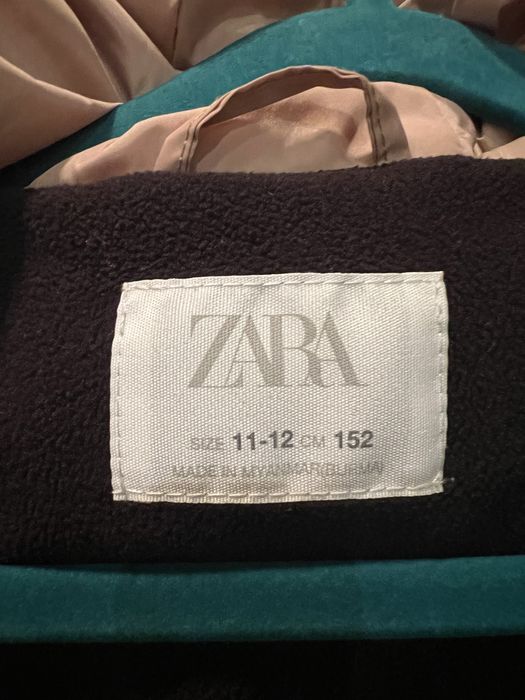 ZARA
SIZE 11-12 CM 152
MADE IN MYANMAR(BURMA)